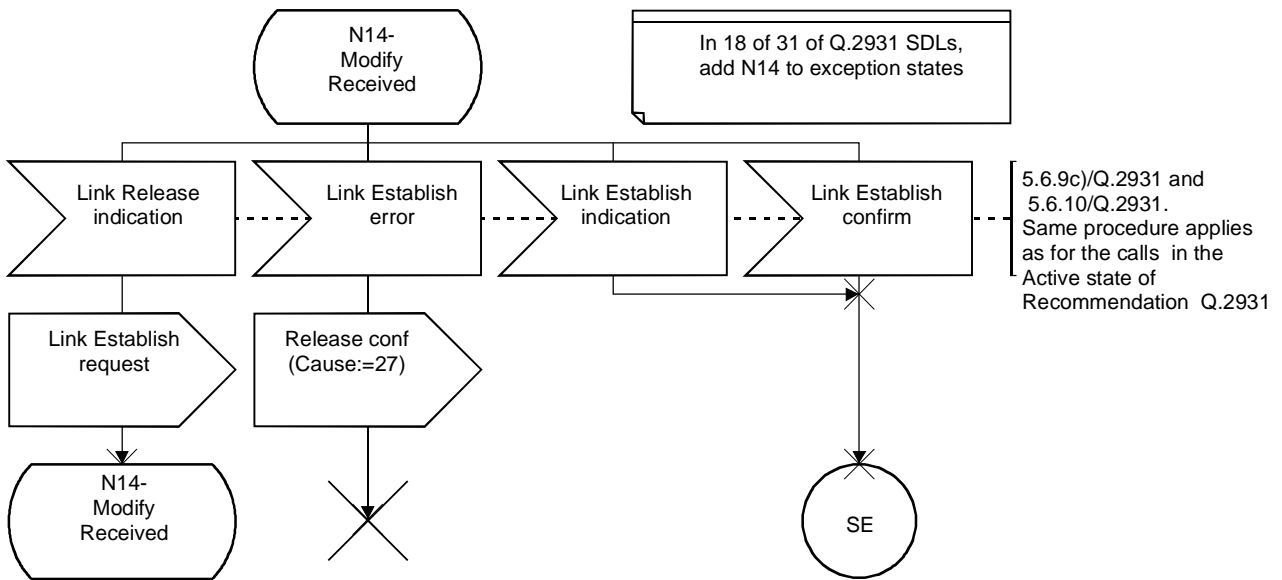 N14-
Modify
Received
In 18 of 31 of Q.2931 SDLs,
add N14 to exception states
Link Release
indication
Link Establish
error
Link Establish
indication
Link Establish
confirm
5.6.9c)/Q.2931 and
5.6.10/Q.2931.
Same procedure applies
as for the calls in the
Active state of
Recommendation Q.2931
Link Establish
request
Release conf
(Cause:=27)
N14-
Modify
Received
SE